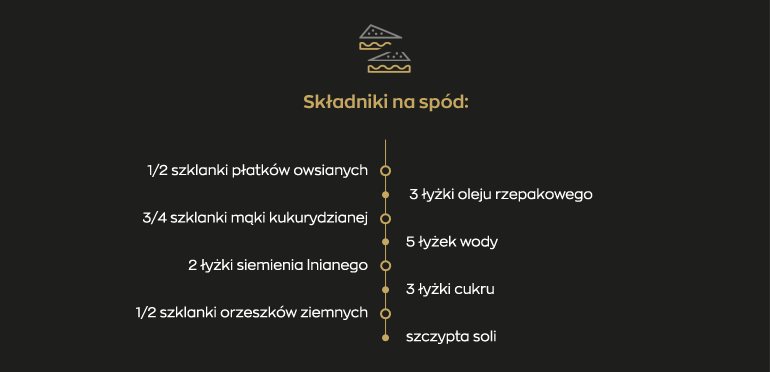 Składniki na spód:
1/2 szklanki płatków owsianych
3 łyżki oleju rzepakowego
3/4 szklanki mąki kukurydzianej
5 łyżek wody
2 łyżki siemienia lnianego
3 łyżki cukru
1/2 szklanki orzeszków ziemnych
szczypta soli